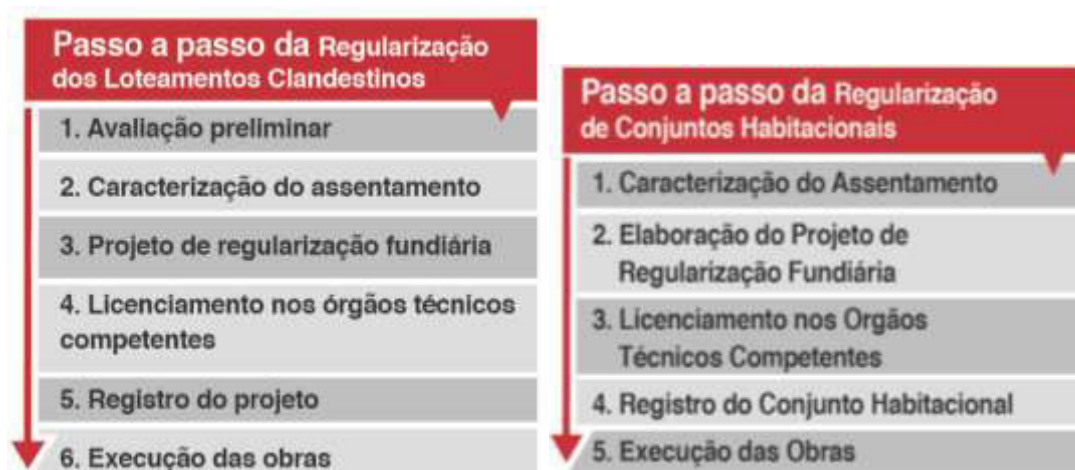 Passo a passo da Regularização
dos Loteamentos Clandestinos
1. Avaliação preliminar
2. Caracterização do assentamento
3. Projeto de regularização fundiária
4. Licenciamento nos órgãos técnicos
competentes
5. Registro do projeto
6. Execução das obras
Passo a passo da Regularização
de Conjuntos Habitacionais
1. Caracterização do Assentamento
2. Elaboração do Projeto de
Regularização Fundiária
3. Licenciamento nos Orgãos
Técnicos Competentes
4. Registro do Conjunto Habitacional
5. Execução das Obras